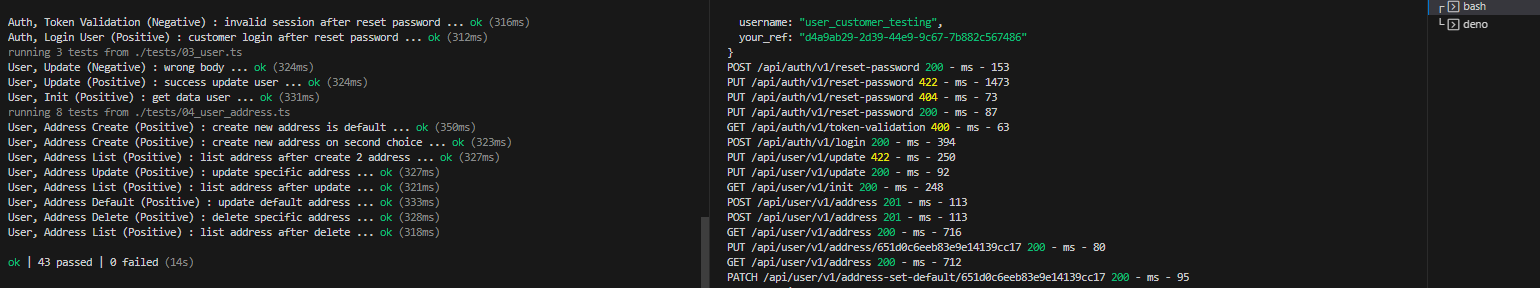 Auth, Token Validation (Negative) : invalid session after reset password ... ok (316ms)
Auth, Login User (Positive) : customer login after reset password ... ok (312ms)
running 3 tests from ./tests/03_user.ts
User, Update (Negative) : wrong body ... ok (324ms)
User, Update (Positive) : success update user ... ok (324ms)
User, Init (Positive) : get data user ... ok (331ms)
running 8 tests from ./tests/04_user_address.ts
User, Address Create (Positive) : create new address is default ... ok (350ms)
User, Address Create (Positive) : create new address on second choice ... ok (323ms)
User, Address List (Positive) : list address after create 2 address ... ok (327ms)
User, Address Update (Positive) : update specific address ... ok (327ms)
User, Address List (Positive) : list address after update ... ok (321ms)
User, Address Default (Positive) : update default address ... ok (333ms)
User, Address Delete (Positive) : delete specific address ... ok (328ms)
User, Address List (Positive) : list address after delete ... ok (318ms)
ok | 43 passed | 0 failed (14s)
username: "user_customer_testing",
your_ref: "d4a9ab29-2d39-44e9-9c67-7b882c567486"
}
POST /api/auth/v1/reset-password 200 - ms - 153
PUT /api/auth/v1/reset-password 422 - ms - 1473
PUT /api/auth/v1/reset-password 404 - ms - 73
PUT /api/auth/v1/reset-password 200 - ms - 87
GET /api/auth/v1/token-validation 400 - ms - 63
POST /api/auth/v1/login 200 - ms - 394
PUT /api/user/v1/update 422 - ms - 250
PUT /api/user/v1/update 200 - ms - 92
GET /api/user/v1/init 200 - ms - 248
POST /api/user/v1/address 201 - ms - 113
POST /api/user/v1/address 201 - ms - 113
GET /api/user/v1/address 200 - ms - 716
PUT /api/user/v1/address/651d0c6eeb83e9e14139cc17 200 - ms - 80
GET /api/user/v1/address 200 - ms - 712
PATCH /api/user/v1/address-set-default/651d0c6eeb83e9e14139cc17 200 - ms - 95
bash
deno